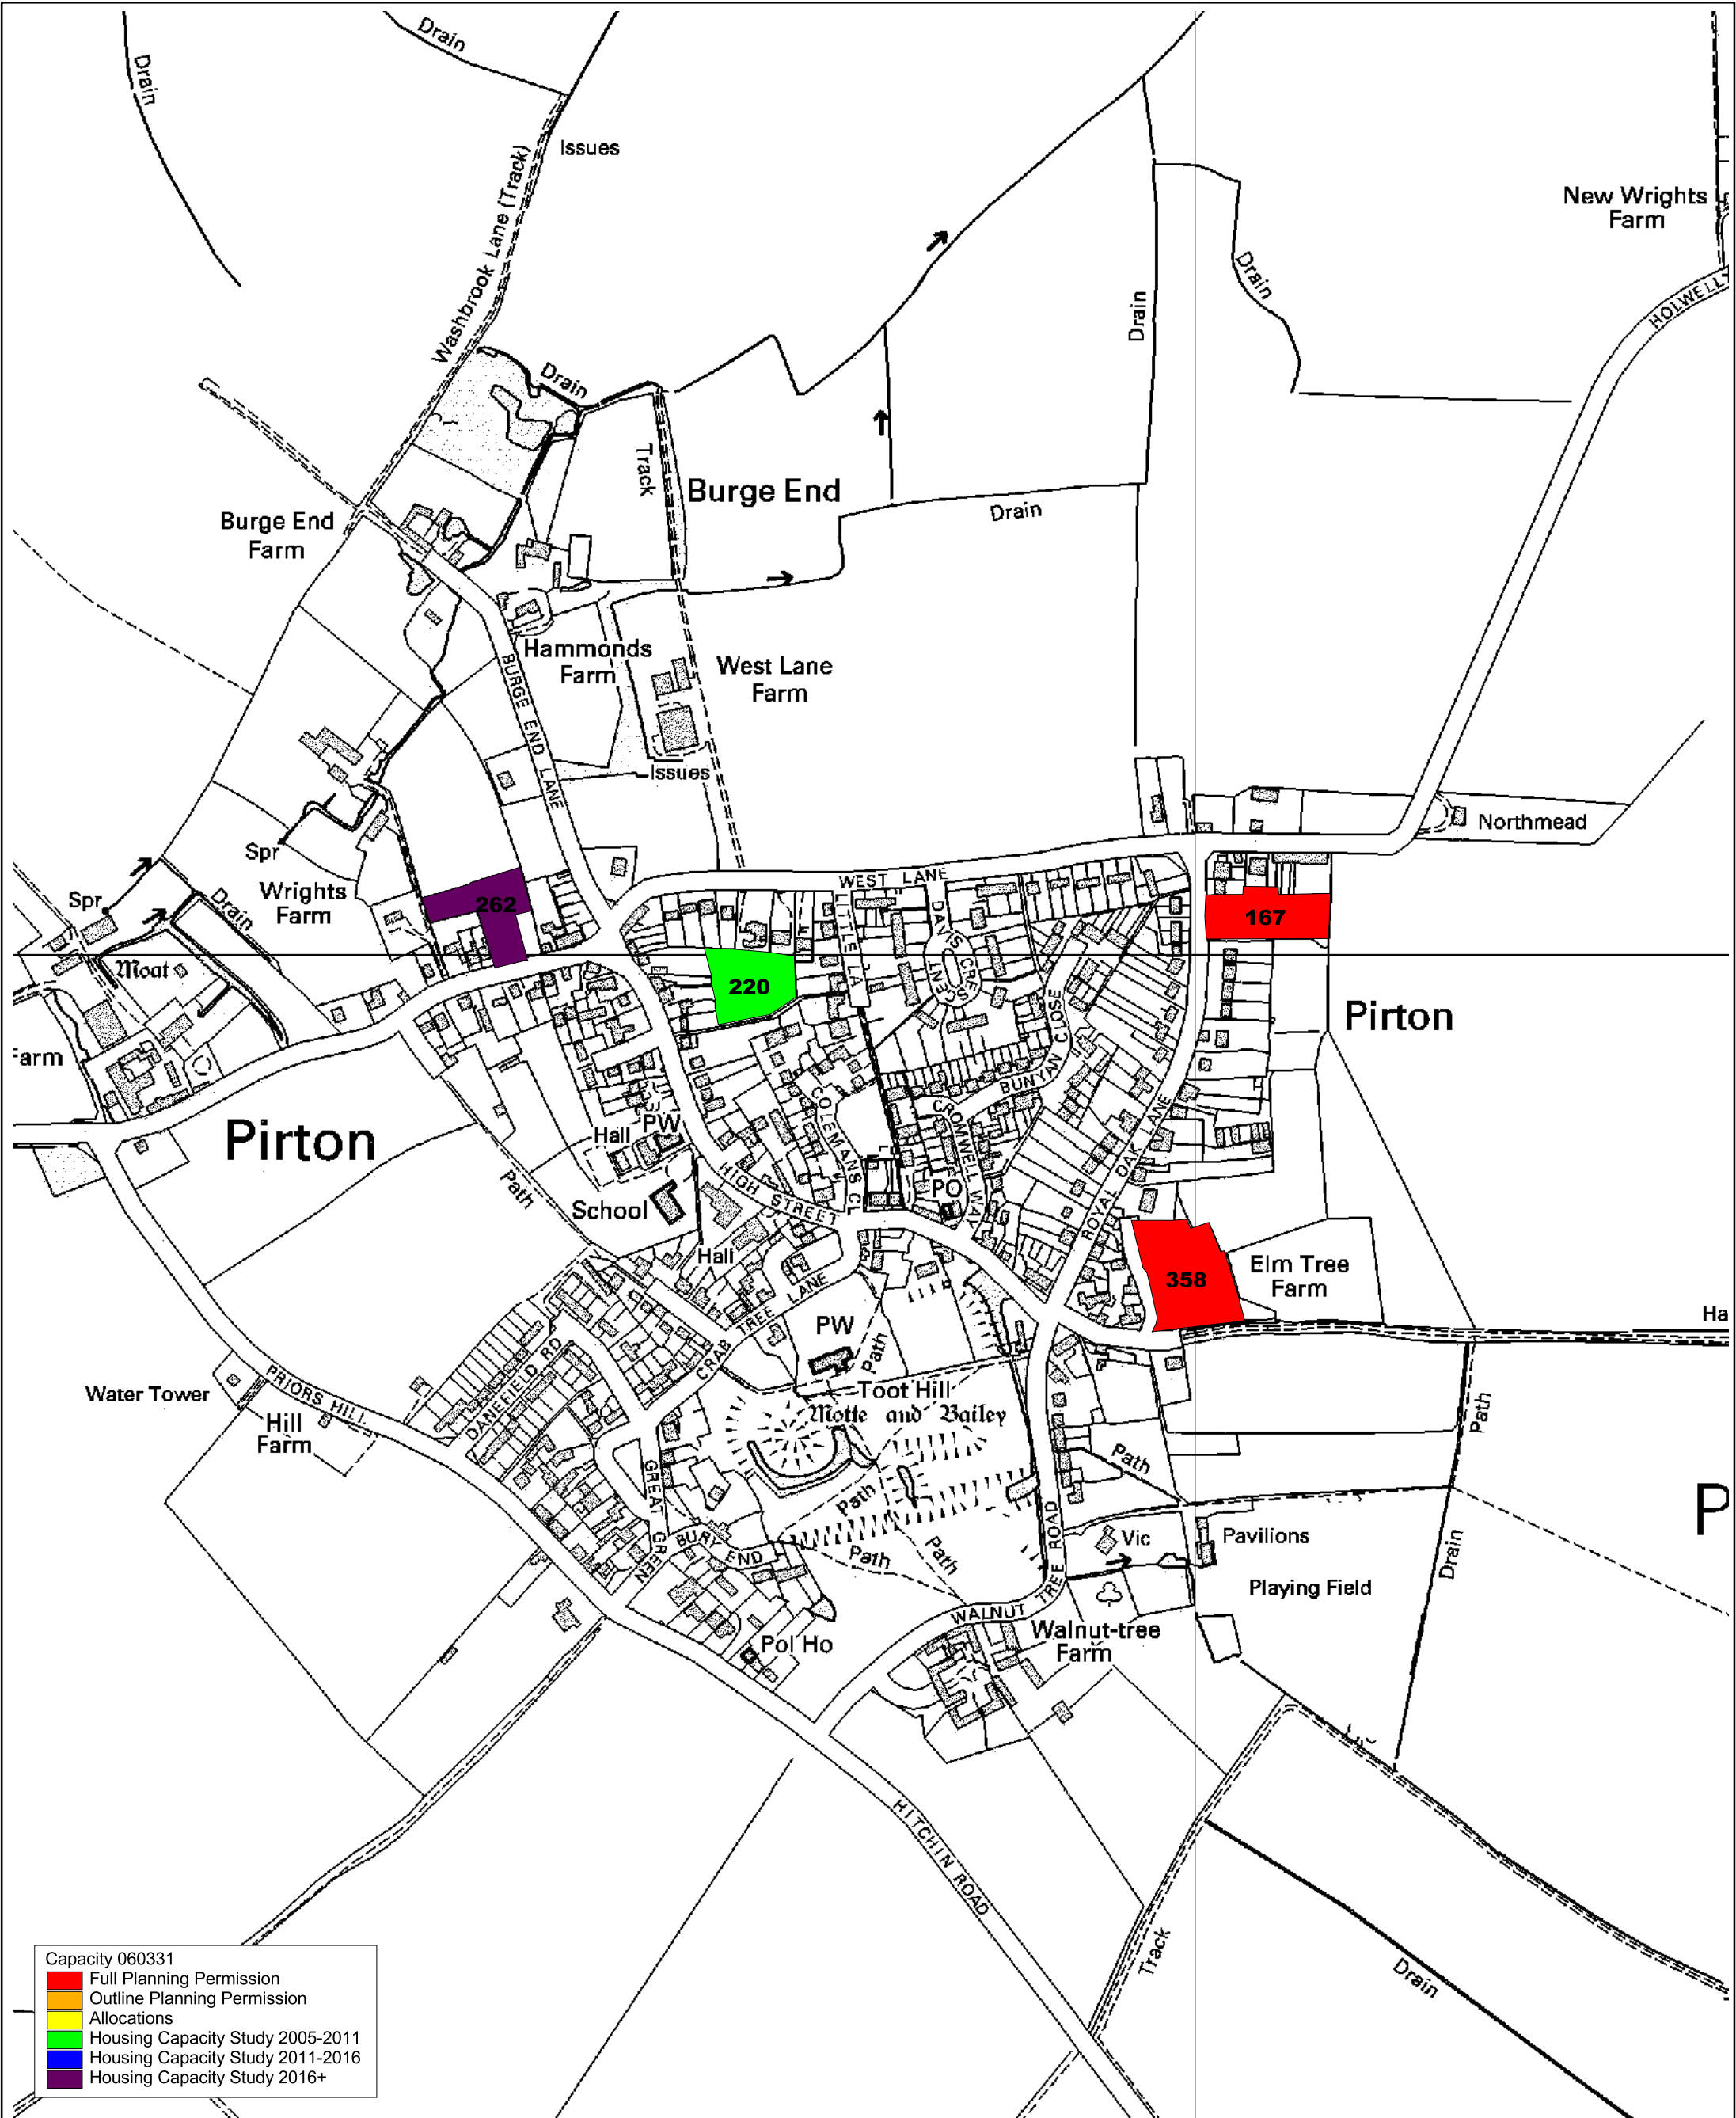 Drain
Drain
Issues
Washbrook Lane (Track)
New Wrights
Farm
Drain
Drain
HOLWELL
Drain
Track
Burge End
Burge End
Farm
Drain
Hammonds
Farm
West Lane
Farm
BURGE END LANE
Issues
Northmead
Spr
Spr
Wrights
Farm
Drain
262
WEST LANE
167
Moat
LITTLE LA
DAVIS CRESCENT
220
Pirton
Farm
BUNYAN CLOSE
COLEMANS CL
CROMWELL WAY
Pirton
Hall
PW
Path
HIGH STREET
PO
ROYAL OAK LANE
School
Hall
358
Elm Tree
Farm
CRAB TREE LANE
PW
Path
Ha
Water Tower
PRIORS HILL
Hill
Farm
DANEFIELD RD
Toot Hill
Motte and Bailey
Path
GREAT GREEN
Path
Path
P
BURY END
Path
Path
WALNUT TREE ROAD
Vic
Pavilions
Drain
Playing Field
Pol Ho
Walnut-tree
Farm
HITCHIN ROAD
Track
Drain
Capacity 060331
Full Planning Permission
Outline Planning Permission
Allocations
Housing Capacity Study 2005-2011
Housing Capacity Study 2011-2016
Housing Capacity Study 2016+